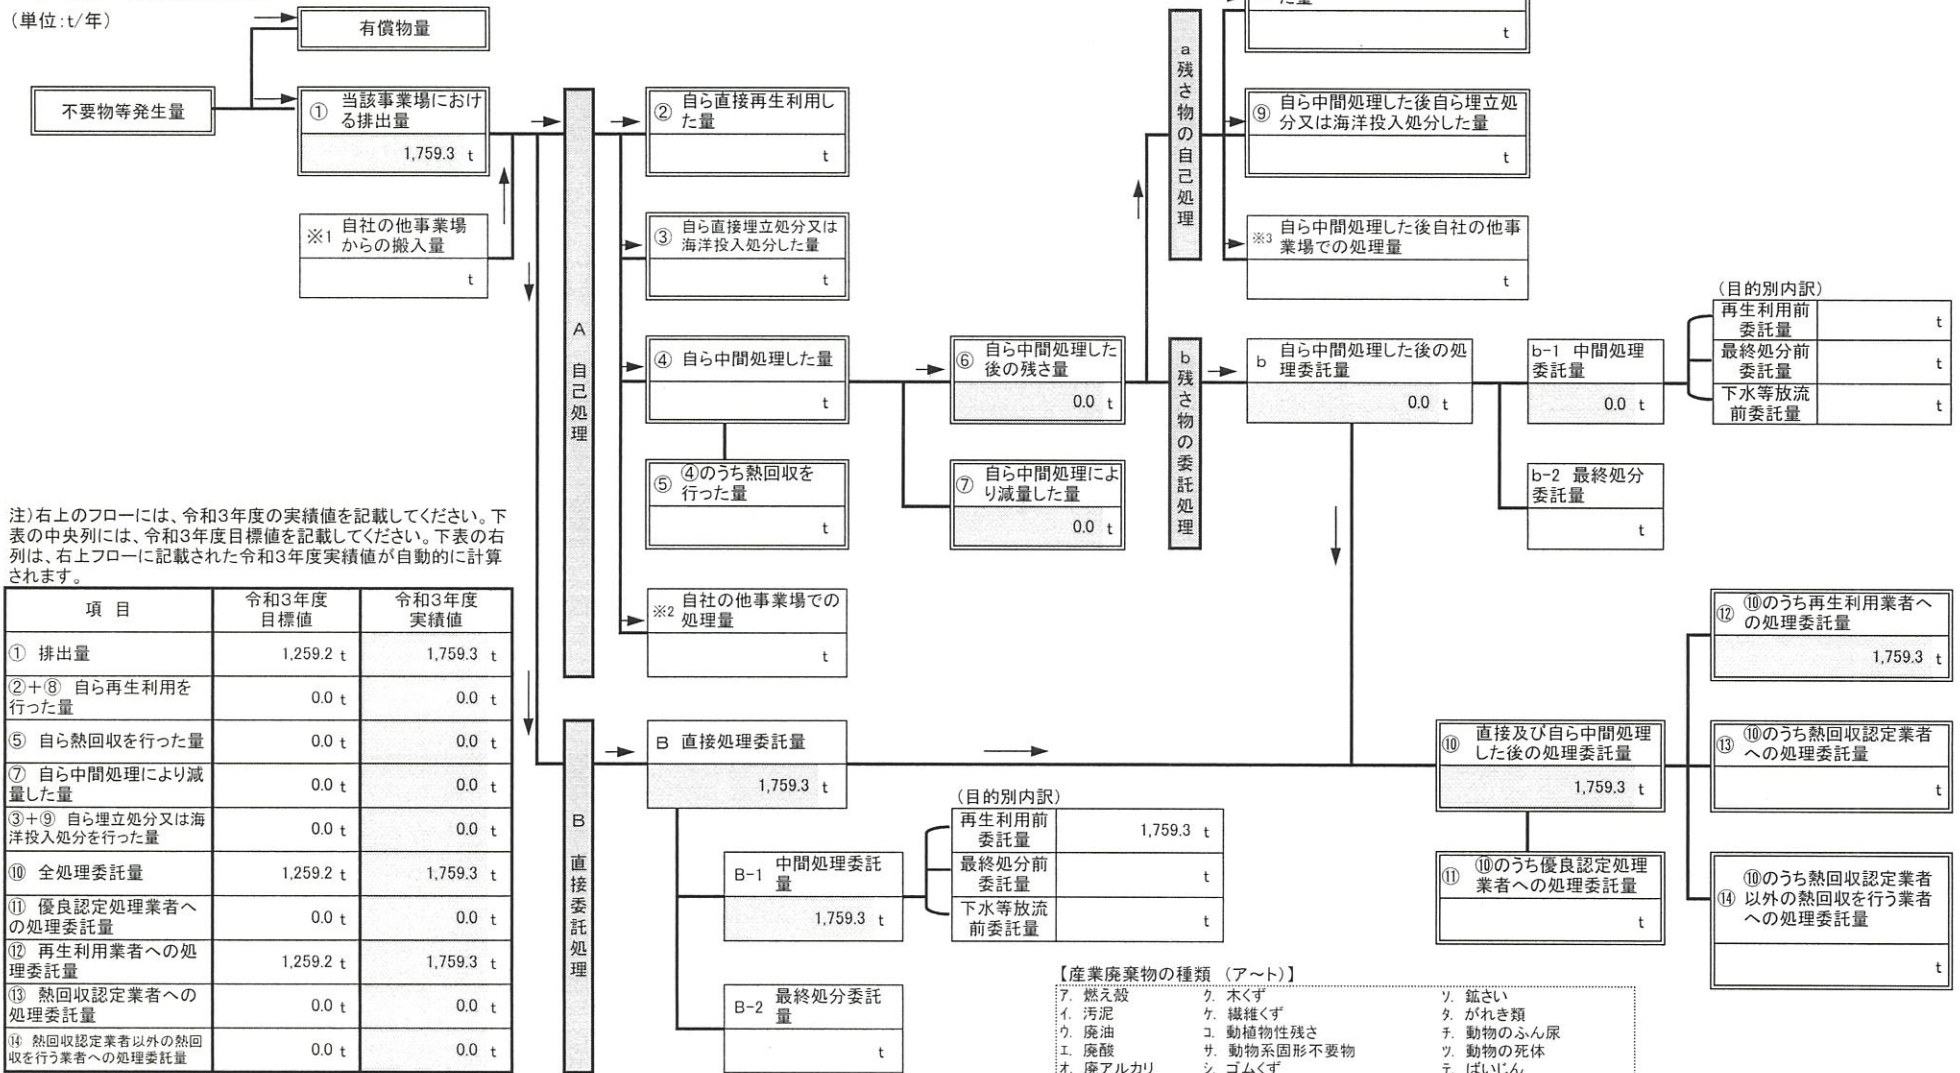 (単位:t/年)
有償物量
不要物等発生量
① 当該事業場におけ
る排出量
1,759.3 t
※1 自社の他事業場
からの搬入量
t
A 自己処理
② 自ら直接再生利用し
た量
t
③ 自ら直接埋立処分又は
海洋投入処分した量
t
④ 自ら中間処理した量
t
⑤ ④のうち熱回収を
行った量
t
※2 自社の他事業場での
処理量
t
⑥ 自ら中間処理した
後の残さ量
0.0 t
⑦ 自ら中間処理によ
り減量した量
0.0 t
a 残さ物の自己処理
た量
t
⑨ 自ら中間処理した後自ら埋立処
分又は海洋投入処分した量
t
※3 自ら中間処理した後自社の他事
業場での処理量
t
b 残さ物の委託処理
b 自ら中間処理した後の処
理委託量
0.0 t
b-1 中間処理
委託量
0.0 t
(目的別内訳)
再生利用前
委託量
t
最終処分前
委託量
t
下水等放流
前委託量
t
b-2 最終処分
委託量
t
注)右上のフローには、令和3年度の実績値を記載してください。下
表の中央列には、令和3年度目標値を記載してください。下表の右
列は、右上フローに記載された令和3年度実績値が自動的に計算
されます。
項 目
令和3年度
目標値
令和3年度
実績値
① 排出量 1,259.2 t 1,759.3 t
②+⑧ 自ら再生利用を
行った量 0.0 t 0.0 t
⑤ 自ら熱回収を行った量 0.0 t 0.0 t
⑦ 自ら中間処理により減
量した量 0.0 t 0.0 t
③+⑨ 自ら埋立処分又は海
洋投入処分を行った量 0.0 t 0.0 t
⑩ 全処理委託量 1,259.2 t 1,759.3 t
⑪ 優良認定処理業者へ
の処理委託量 0.0 t 0.0 t
⑫ 再生利用業者への処
理委託量 1,259.2 t 1,759.3 t
⑬ 熱回収認定業者への
処理委託量 0.0 t 0.0 t
⑭ 熱回収認定業者以外の熱回
収を行う業者への処理委託量 0.0 t 0.0 t
B 直接委託処理
B 直接処理委託量
1,759.3 t
B-1 中間処理委託
量
1,759.3 t
(目的別内訳)
再生利用前
委託量
1,759.3 t
最終処分前
委託量
t
下水等放流
前委託量
t
B-2 最終処分委託
量
t
⑩ 直接及び自ら中間処理
した後の処理委託量
1,759.3 t
⑪ ⑩のうち優良認定処理
業者への処理委託量
t
⑫ ⑩のうち再生利用業者へ
の処理委託量
1,759.3 t
⑬ ⑩のうち熱回収認定業者
への処理委託量
t
⑭ ⑩のうち熱回収認定業者
以外の熱回収を行う業者
への処理委託量
t
【産業廃棄物の種類 (ア~ト)】
ア. 燃え殻 ク. 木くず ソ. 鉱さい
イ. 汚泥 ケ. 繊維くず タ. がれき類
ウ. 廃油 コ. 動植物性残さ チ. 動物のふん尿
エ. 廃酸 サ. 動物系固形不要物 ツ. 動物の死体
オ. 廃アルカリ シ. ゴムくず テ. ばいじん